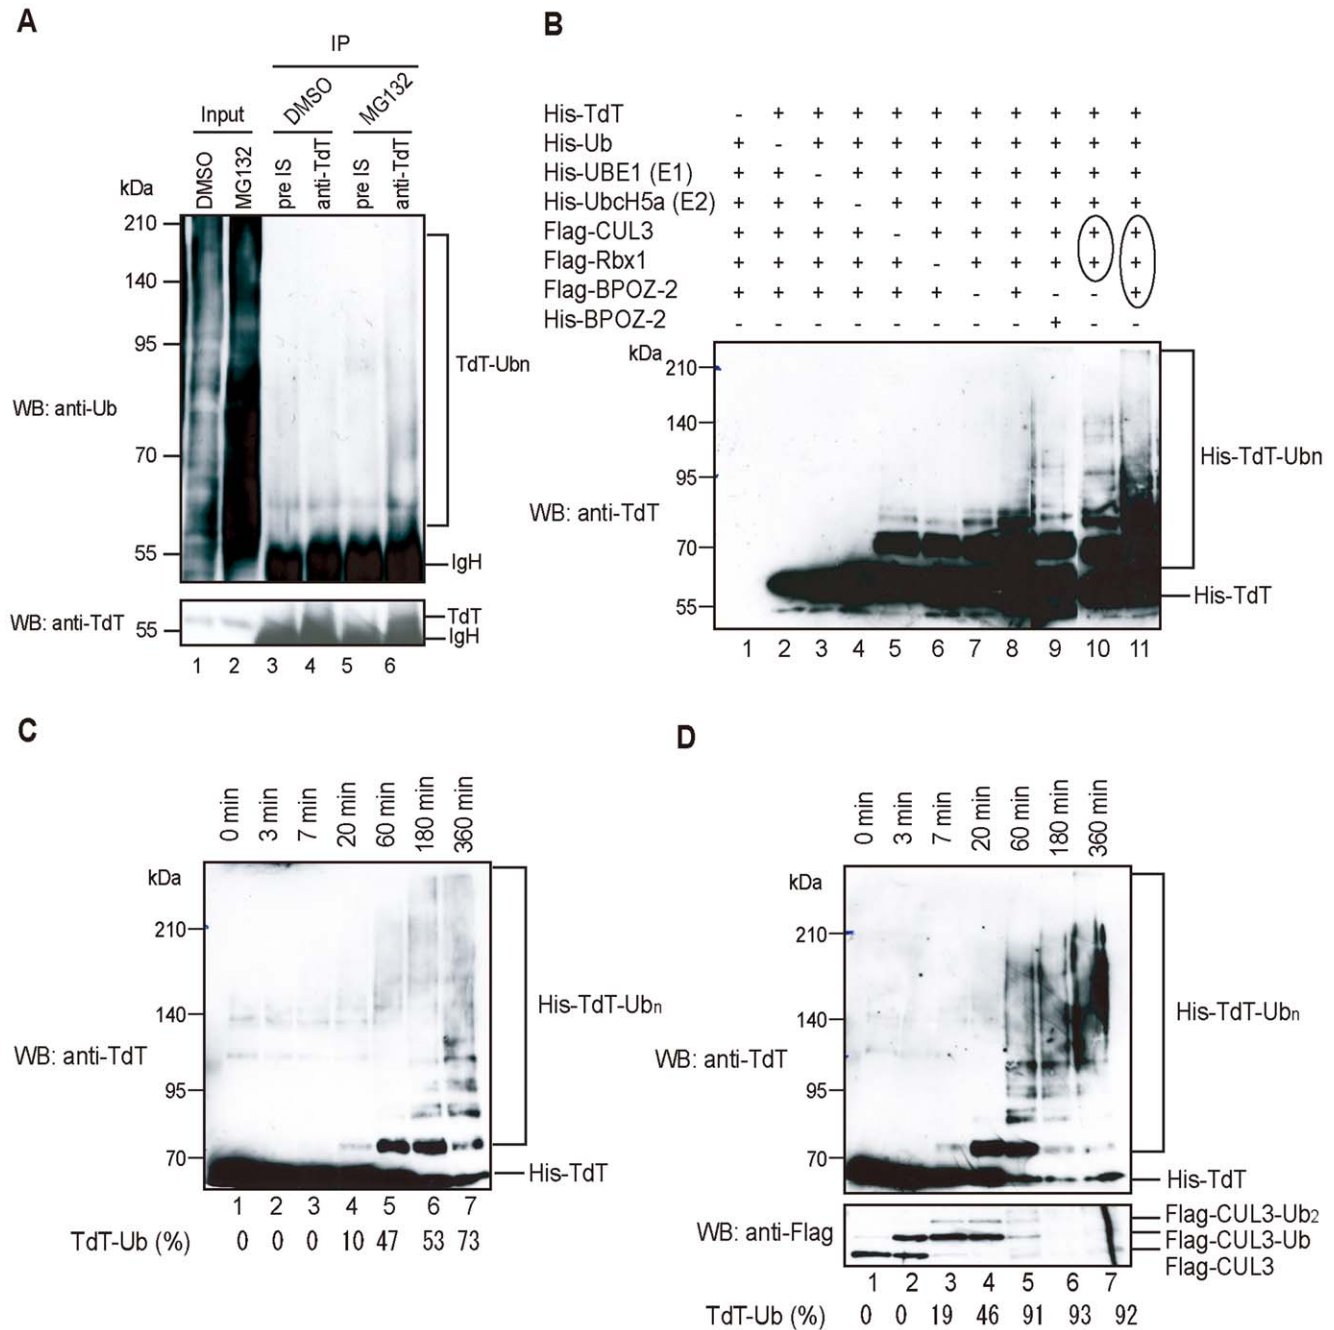 A
IP
Input
DMSO
MG132
DMSO
MG132
pre IS
anti-TdT
pre IS
anti-TdT
kDa
210
140
95
70
55
WB: anti-Ub
TdT-Ubn
IgH
WB: anti-TdT
55
TdT
IgH
1 2 3 4 5 6
B
His-TdT - + + + + + + + + + +
His-Ub + - + + + + + + + + +
His-UBE1 (E1) + + - + + + + + + + +
His-UbcH5a (E2) + + + - + + + + + + +
Flag-CUL3 + + + + - + + + + + +
Flag-Rbx1 + + + + + - + + + + +
Flag-BPOZ-2 + + + + + + - + - - +
His-BPOZ-2 - - - - - - - - + - -
kDa
210
140
95
70
55
WB: anti-TdT
His-TdT-Ubn
His-TdT
1 2 3 4 5 6 7 8 9 10 11
C
0 min
3 min
7 min
20 min
60 min
180 min
360 min
kDa
210
140
95
70
WB: anti-TdT
His-TdT-Ubn
His-TdT
1 2 3 4 5 6 7
TdT-Ub (%) 0 0 0 10 47 53 73
D
0 min
3 min
7 min
20 min
60 min
180 min
360 min
kDa
210
140
95
70
WB: anti-TdT
His-TdT-Ubn
His-TdT
WB: anti-Flag
Flag-CUL3-Ub2
Flag-CUL3-Ub
Flag-CUL3
1 2 3 4 5 6 7
TdT-Ub (%) 0 0 19 46 91 93 92